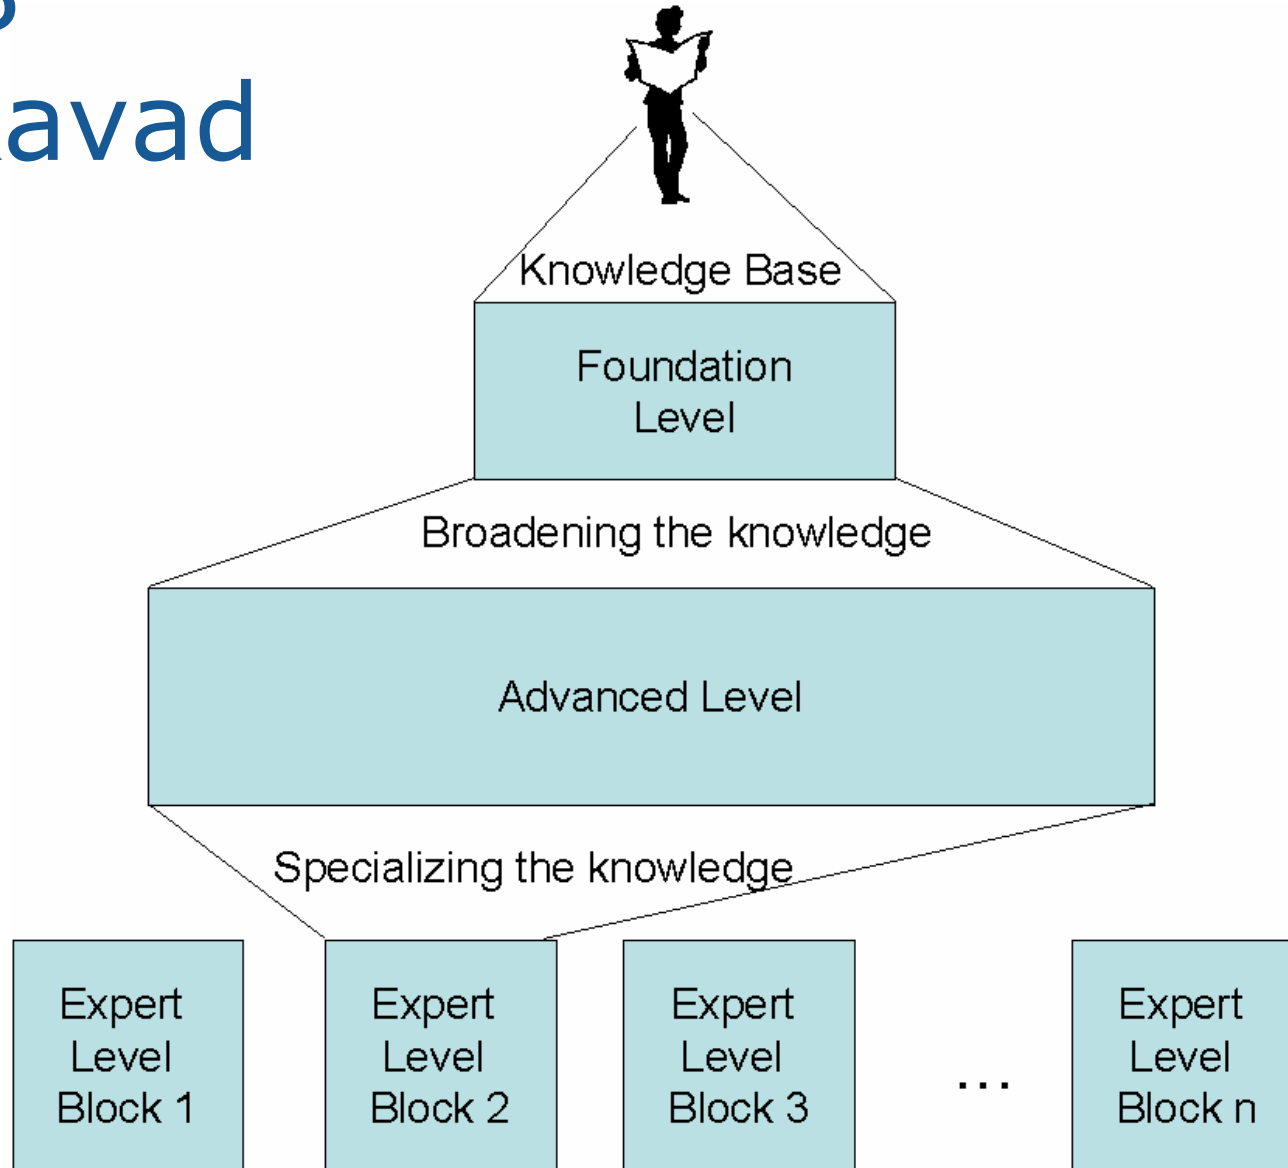 Knowledge Base
Foundation
Level
Broadening the knowledge
Advanced Level
Specializing the knowledge
Expert
Level
Block 1
Expert
Level
Block 2
Expert
Level
Block 3
...
Expert
Level
Block n